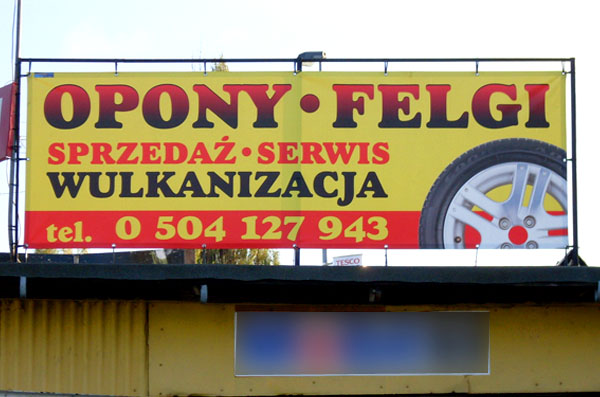 OPONY • FELGI
SPRZEDAŻ • SERWIS
WULKANIZACJA
tel. 0 504 127 943
TESCO